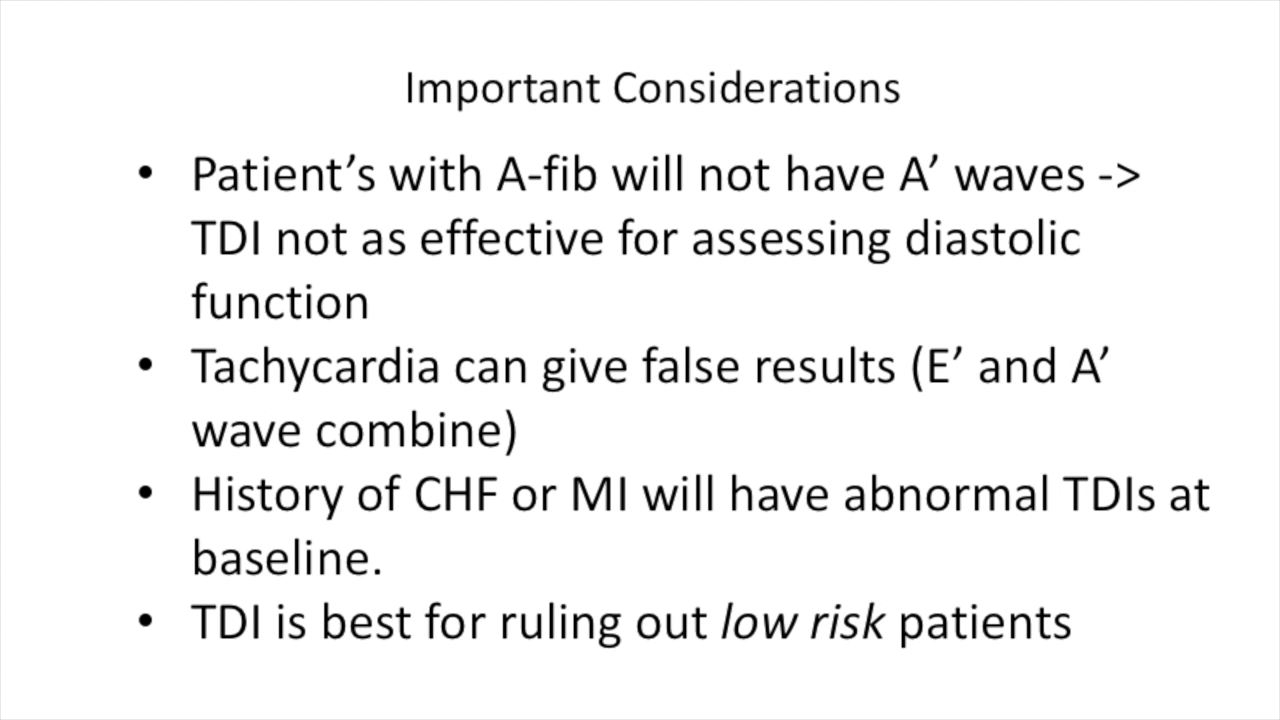 Important Considerations
• Patient’s with A-fib will not have A’ waves ->
TDI not as effective for assessing diastolic
function
• Tachycardia can give false results (E’ and A’
wave combine)
• History of CHF or MI will have abnormal TDIs at
baseline.
• TDI is best for ruling out low risk patients